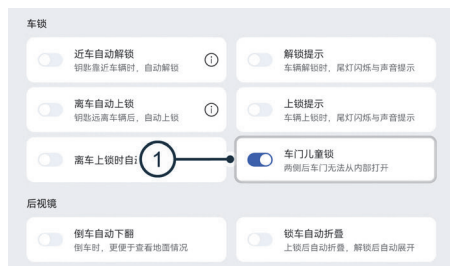 车锁
近车自动解锁
钥匙靠近车辆时，自动解锁
解锁提示
车辆解锁时，尾灯闪烁与声音提示
离车自动上锁
钥匙远离车辆后，自动上锁
上锁提示
车辆上锁时，尾灯闪烁与声音提示
离车上锁时自
1
车门儿童锁
两侧后车门无法从内部打开
后视镜
倒车自动下翻
倒车时，更便于查看地面情况
锁车自动折叠
上锁后自动折叠，解锁后自动展开